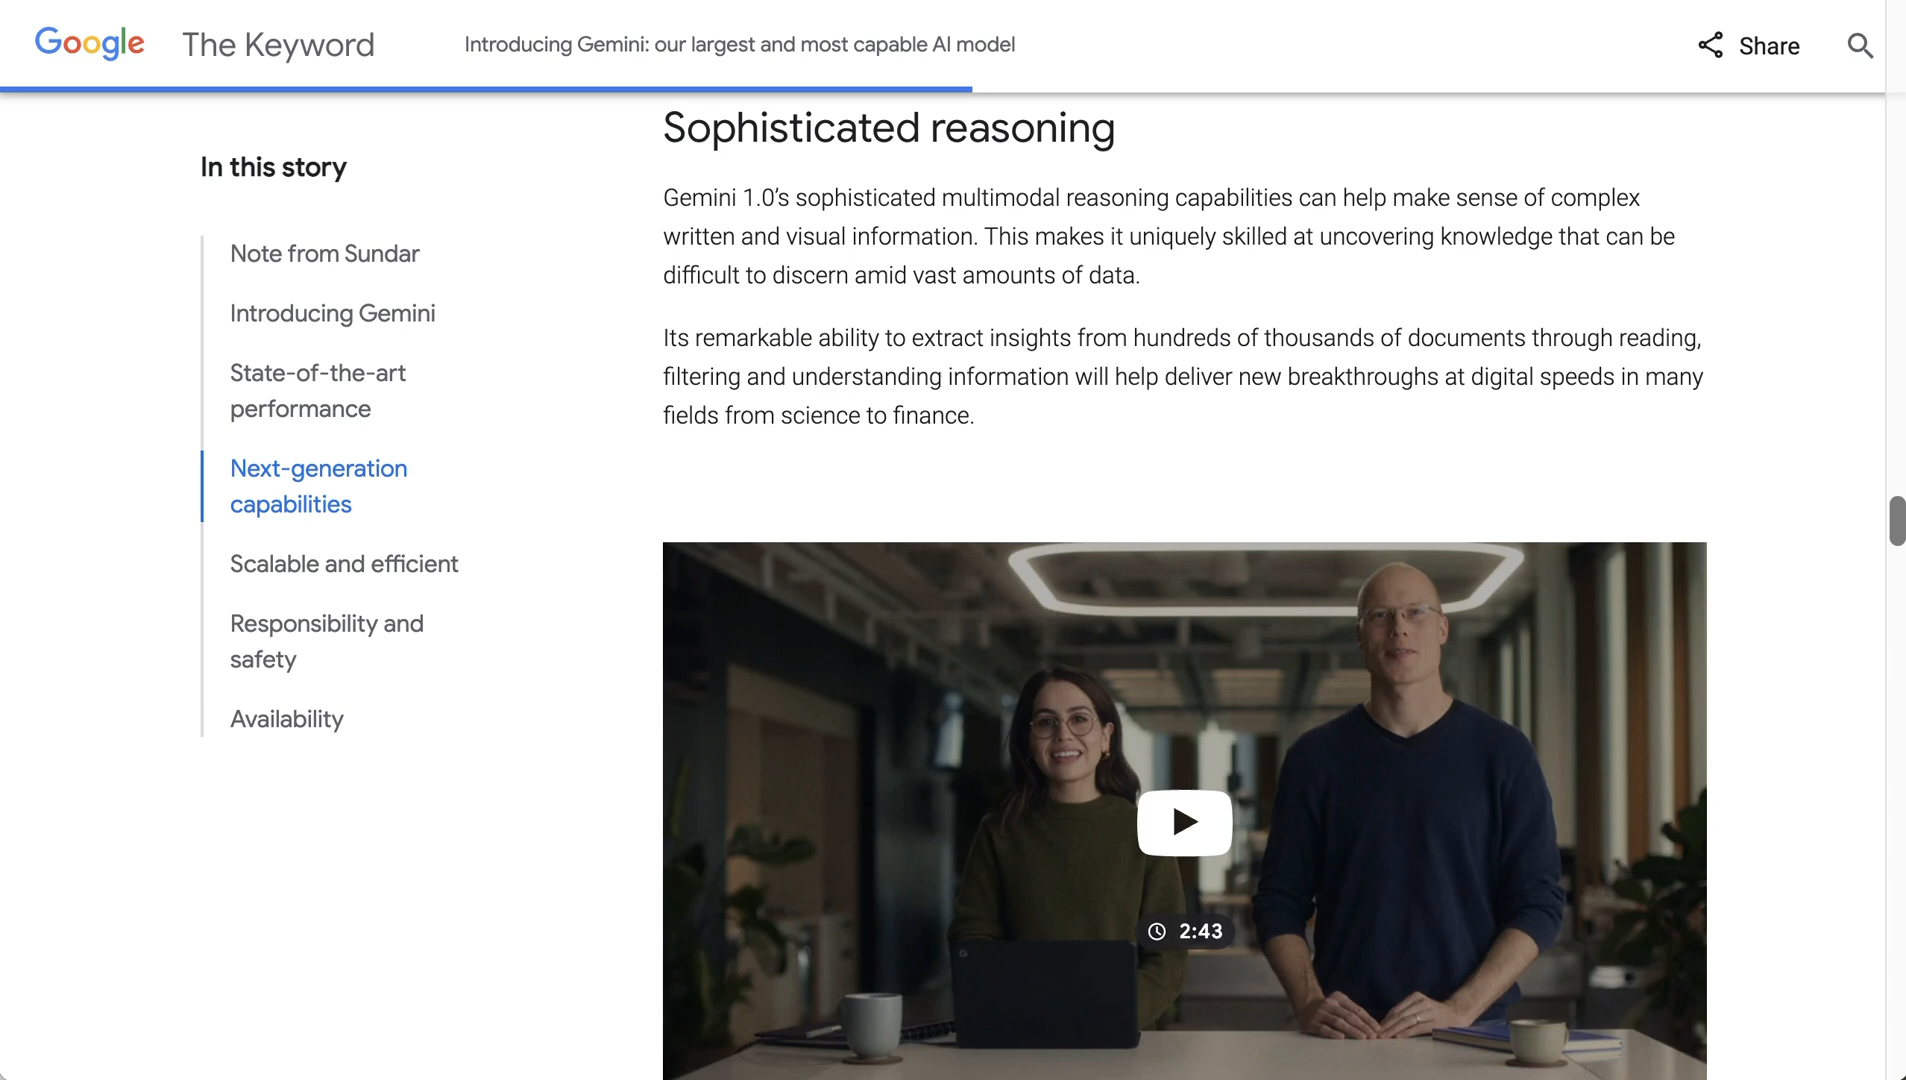 Google The Keyword Introducing Gemini: our largest and most capable AI model Share
In this story
Note from Sundar
Introducing Gemini
State-of-the-art
performance
Next-generation
capabilities
Scalable and efficient
Responsibility and
safety
Availability
Sophisticated reasoning
Gemini 1.0’s sophisticated multimodal reasoning capabilities can help make sense of complex
written and visual information. This makes it uniquely skilled at uncovering knowledge that can be
difficult to discern amid vast amounts of data.
Its remarkable ability to extract insights from hundreds of thousands of documents through reading,
filtering and understanding information will help deliver new breakthroughs at digital speeds in many
fields from science to finance.
2:43